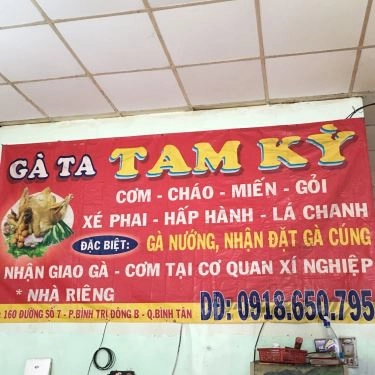 GÀ TA TAM KỲ
CƠM - CHÁO - MIẾN - GỎI
XÉ PHAI - HẤP HÀNH - LÁ CHANH
ĐẶC BIỆT: GÀ NƯỚNG, NHẬN ĐẶT GÀ CÚNG
NHẬN GIAO GÀ - CƠM TẠI CƠ QUAN XÍ NGHIỆP
* NHÀ RIÊNG
: 160 ĐƯỜNG SỐ 7 - P.BÌNH TRỊ ĐÔNG B - Q.BÌNH TÂN
DĐ: 0918.650.795